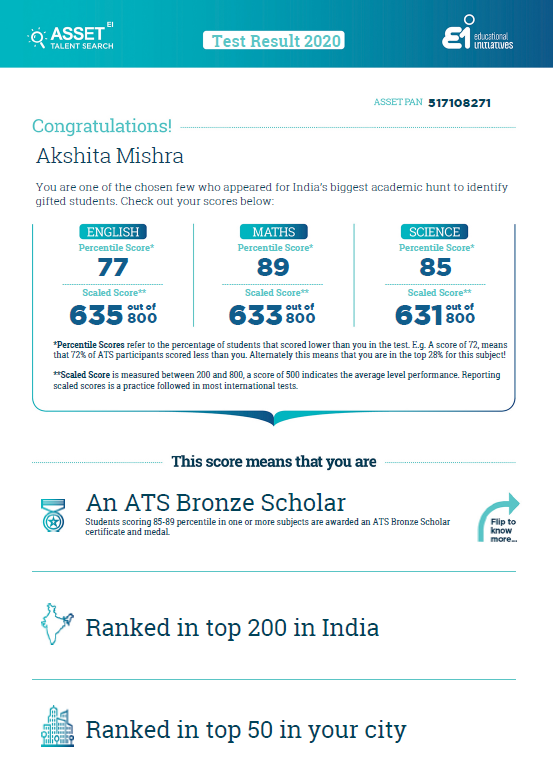 ASSET EI
TALENT SEARCH
Test Result 2020
Ei educational
initiatives
ASSET PAN 517108271
Congratulations!
Akshita Mishra
You are one of the chosen few who appeared for India's biggest academic hunt to identify
gifted students. Check out your scores below:
ENGLISH
Percentile Score*
77
Scaled Score**
635 out of 800
MATHS
Percentile Score*
89
Scaled Score**
633 out of 800
SCIENCE
Percentile Score*
85
Scaled Score**
631 out of 800
*Percentile Scores refer to the percentage of students that scored lower than you in the test. E.g. A score of 72, means
that 72% of ATS participants scored less than you. Alternately this means that you are in the top 28% for this subject!
**Scaled Score is measured between 200 and 800, a score of 500 indicates the average level performance. Reporting
scaled scores is a practice followed in most international tests.
This score means that you are
An ATS Bronze Scholar
Students scoring 85-89 percentile in one or more subjects are awarded an ATS Bronze Scholar
certificate and medal.
Flip to
know
more...
Ranked in top 200 in India
Ranked in top 50 in your city